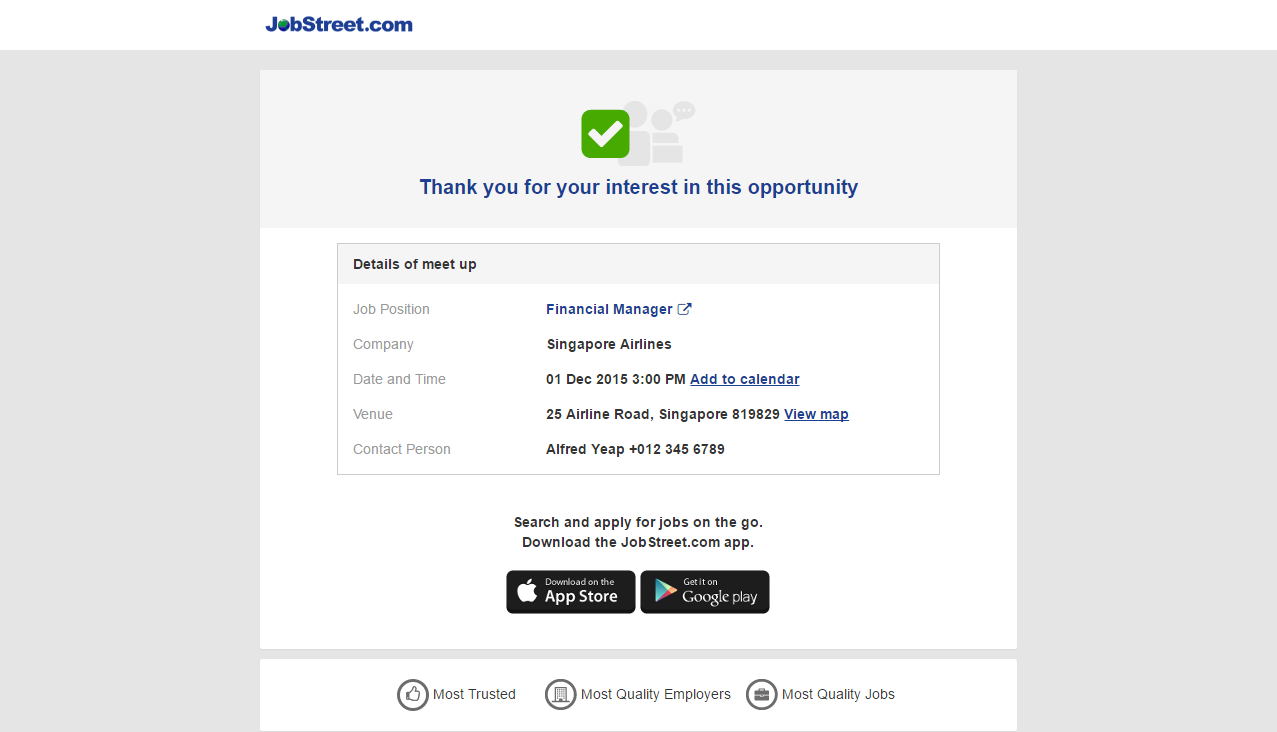 JobStreet.com
Thank you for your interest in this opportunity
Details of meet up
Job Position Financial Manager
Company Singapore Airlines
Date and Time 01 Dec 2015 3:00 PM Add to calendar
Venue 25 Airline Road, Singapore 819829 View map
Contact Person Alfred Yeap +012 345 6789
Search and apply for jobs on the go.
Download the JobStreet.com app.
Download on the
App Store
Get it on
Google play
Most Trusted Most Quality Employers Most Quality Jobs